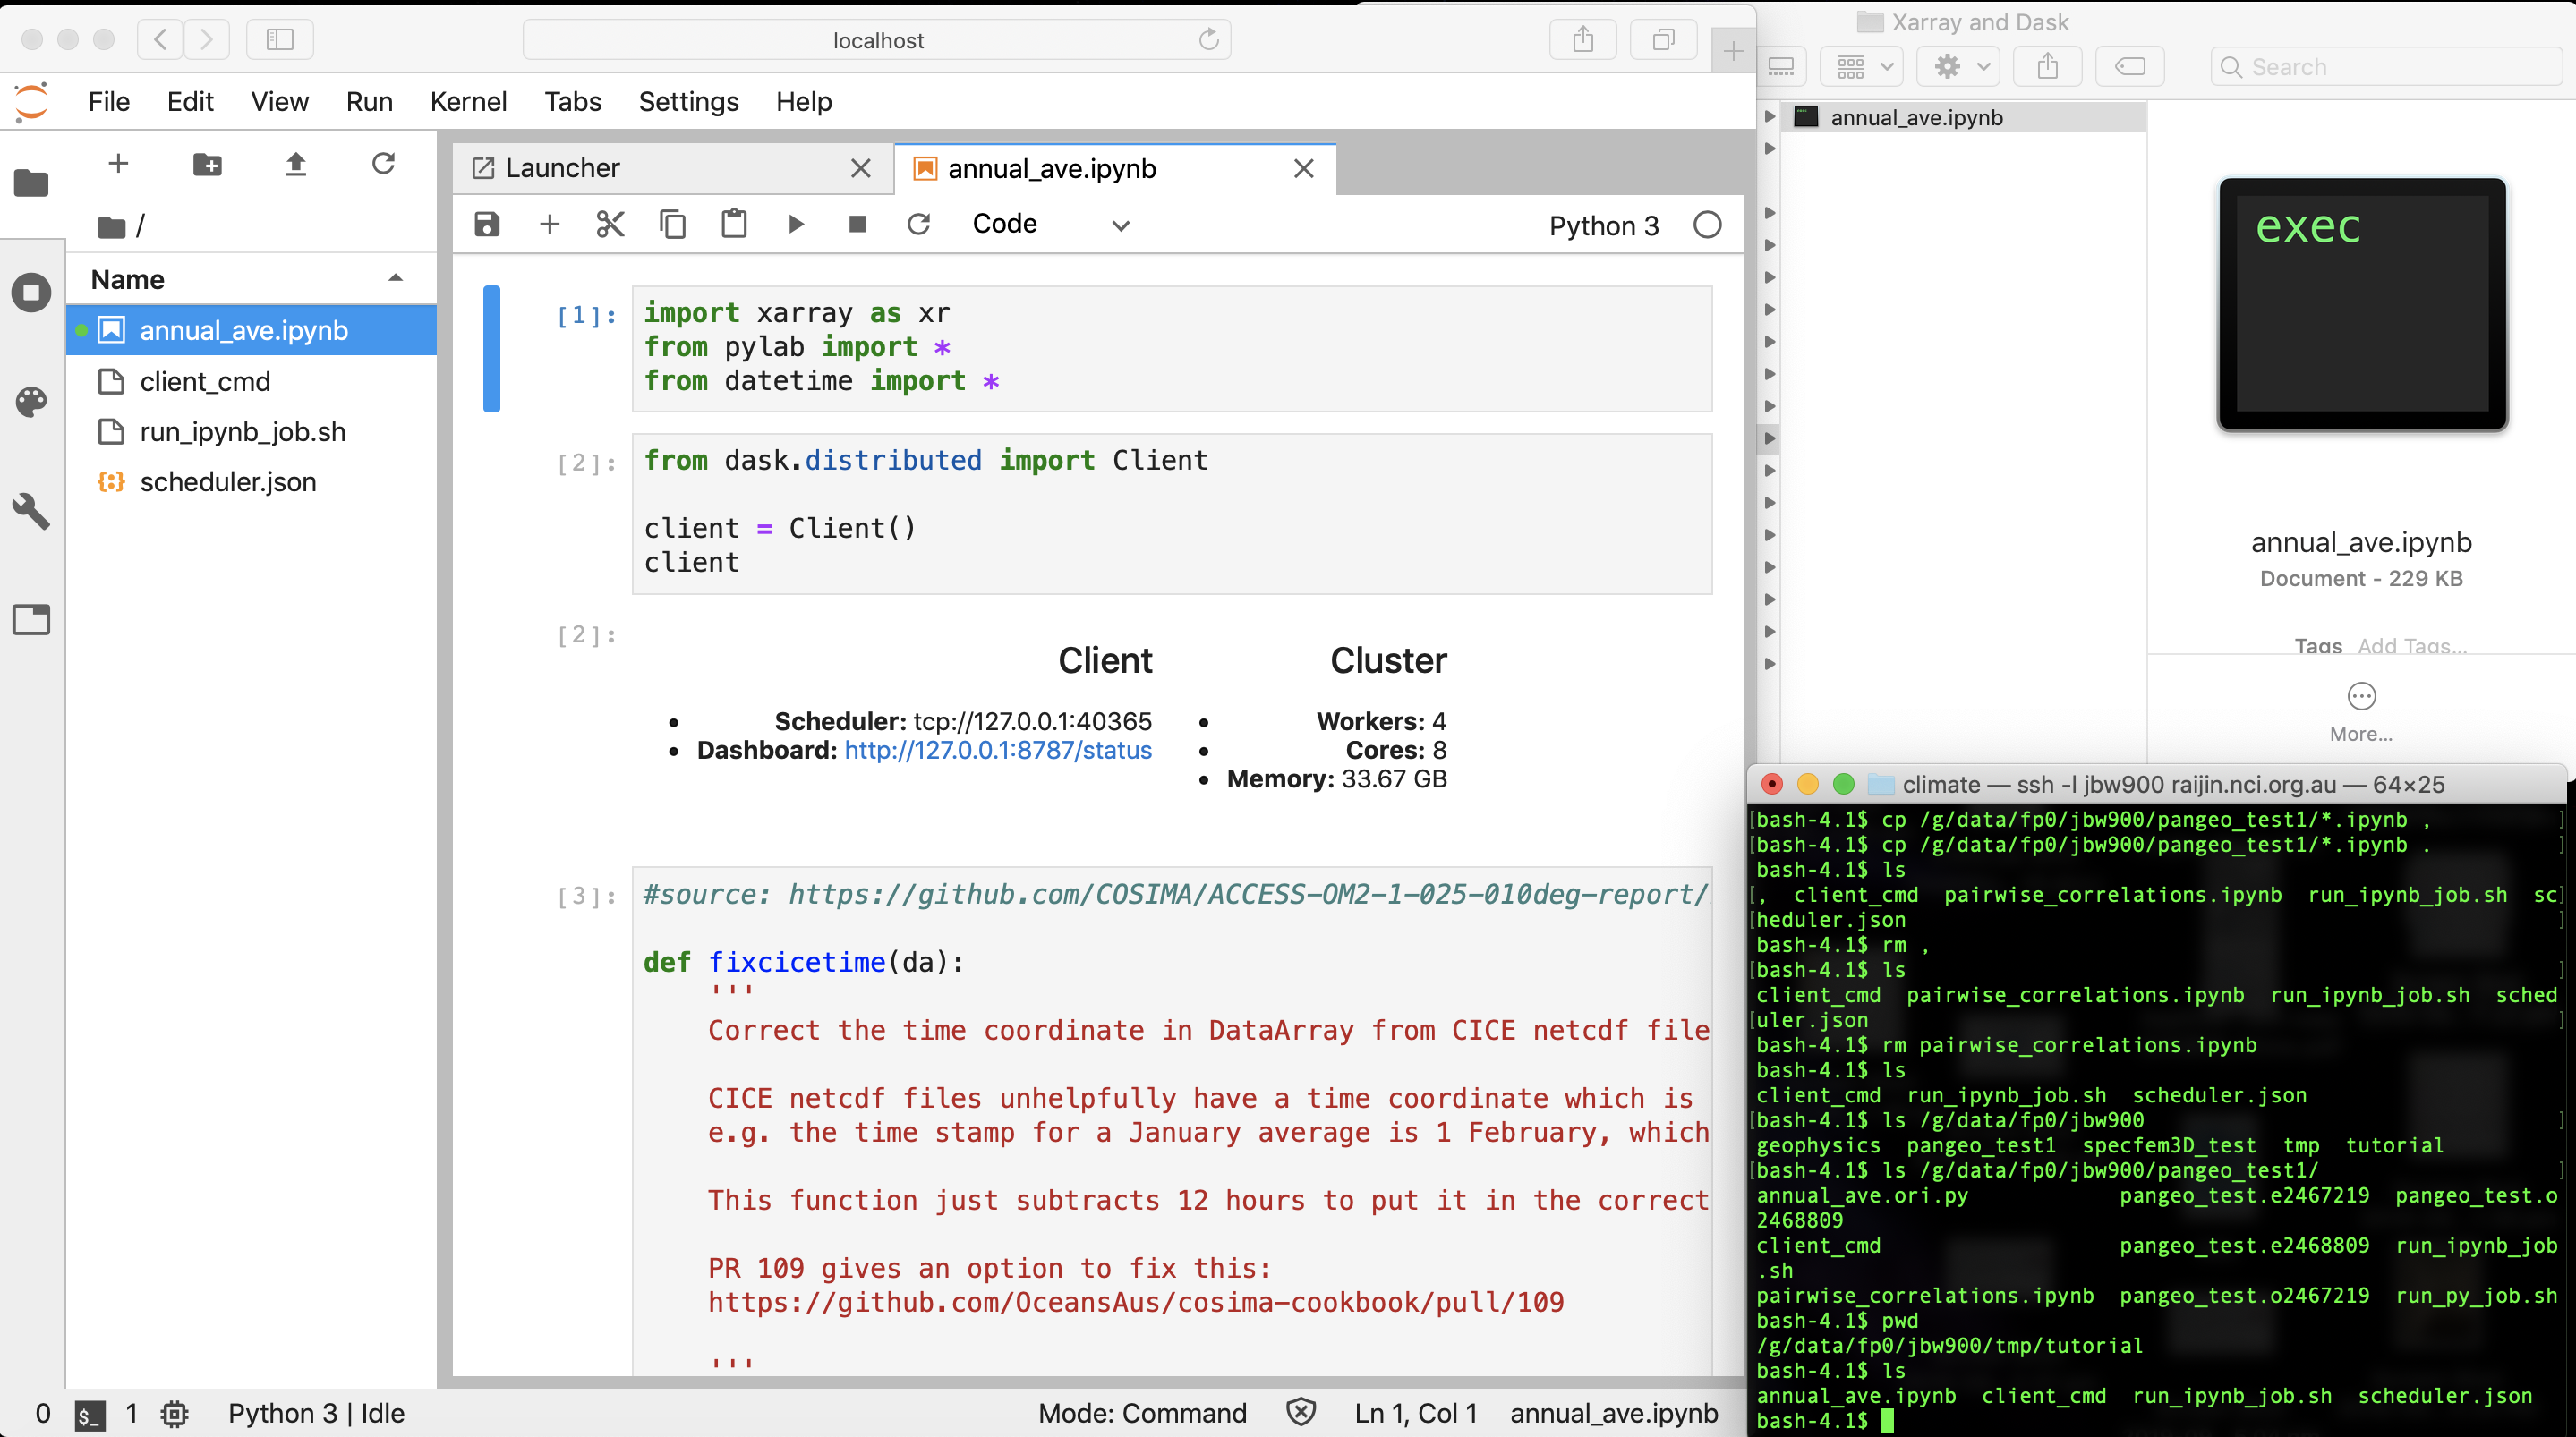 localhost
File Edit View Run Kernel Tabs Settings Help
/
Name
annual_ave.ipynb
client_cmd
run_ipynb_job.sh
scheduler.json
Launcher
annual_ave.ipynb
Code
Python 3
[1]:
import xarray as xr
from pylab import *
from datetime import *
[2]:
from dask.distributed import Client
client = Client()
client
[2]:
Client
Scheduler: tcp://127.0.0.1:40365
Dashboard: http://127.0.0.1:8787/status
Cluster
Workers: 4
Cores: 8
Memory: 33.67 GB
[3]:
#source: https://github.com/COSIMA/ACCESS-OM2-1-025-010deg-report/
def fixcicetime(da):
'''
Correct the time coordinate in DataArray from CICE netcdf file
CICE netcdf files unhelpfully have a time coordinate which is
e.g. the time stamp for a January average is 1 February, which
This function just subtracts 12 hours to put it in the correct
PR 109 gives an option to fix this:
https://github.com/OceansAus/cosima-cookbook/pull/109
'''
0 $_ 1 Python 3 | Idle
Mode: Command Ln 1, Col 1 annual_ave.ipynb
Xarray and Dask
Search
annual_ave.ipynb
exec
annual_ave.ipynb
Document - 229 KB
Tags Add Tags...
More...
climate — ssh -l jbw900 raijin.nci.org.au — 64×25
[bash-4.1$ cp /g/data/fp0/jbw900/pangeo_test1/*.ipynb , ]
[bash-4.1$ cp /g/data/fp0/jbw900/pangeo_test1/*.ipynb . ]
bash-4.1$ ls
[, client_cmd pairwise_correlations.ipynb run_ipynb_job.sh sc]
[heduler.json ]
bash-4.1$ rm ,
[bash-4.1$ ls ]
client_cmd pairwise_correlations.ipynb run_ipynb_job.sh sched
[uler.json ]
bash-4.1$ rm pairwise_correlations.ipynb
bash-4.1$ ls
client_cmd run_ipynb_job.sh scheduler.json
[bash-4.1$ ls /g/data/fp0/jbw900 ]
geophysics pangeo_test1 specfem3D_test tmp tutorial
[bash-4.1$ ls /g/data/fp0/jbw900/pangeo_test1/ ]
annual_ave.ori.py pangeo_test.e2467219 pangeo_test.o
2468809
client_cmd pangeo_test.e2468809 run_ipynb_job
.sh
pairwise_correlations.ipynb pangeo_test.o2467219 run_py_job.sh
bash-4.1$ pwd
/g/data/fp0/jbw900/tmp/tutorial
bash-4.1$ ls
annual_ave.ipynb client_cmd run_ipynb_job.sh scheduler.json
bash-4.1$